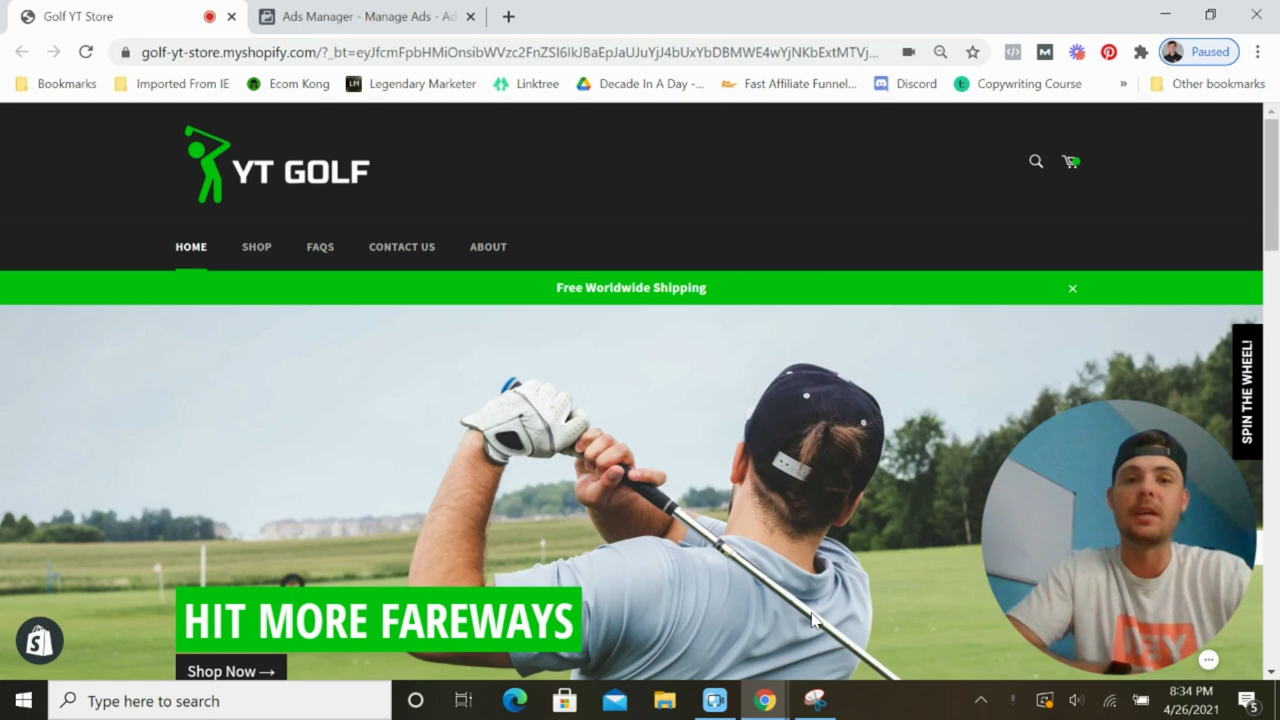 Golf YT Store
Ads Manager - Manage Ads - Ad
golf-yt-store.myshopify.com/?_bt=eyJfcmFpbHMiOnsibWVzc2FnZSI6IkJBaEpJaUJuYjJ4bUxYbDBMWE4wYjNKbExtMTVj...
Paused
Bookmarks
Imported From IE
Ecom Kong
LM
Legendary Marketer
Linktree
Decade In A Day -...
Fast Affiliate Funnel...
Discord
Copywriting Course
»
Other bookmarks
YT GOLF
HOME SHOP FAQS CONTACT US ABOUT
Free Worldwide Shipping
SPIN THE WHEEL!
HIT MORE FAREWAYS
Shop Now →
Type here to search
8:34 PM
4/26/2021
5